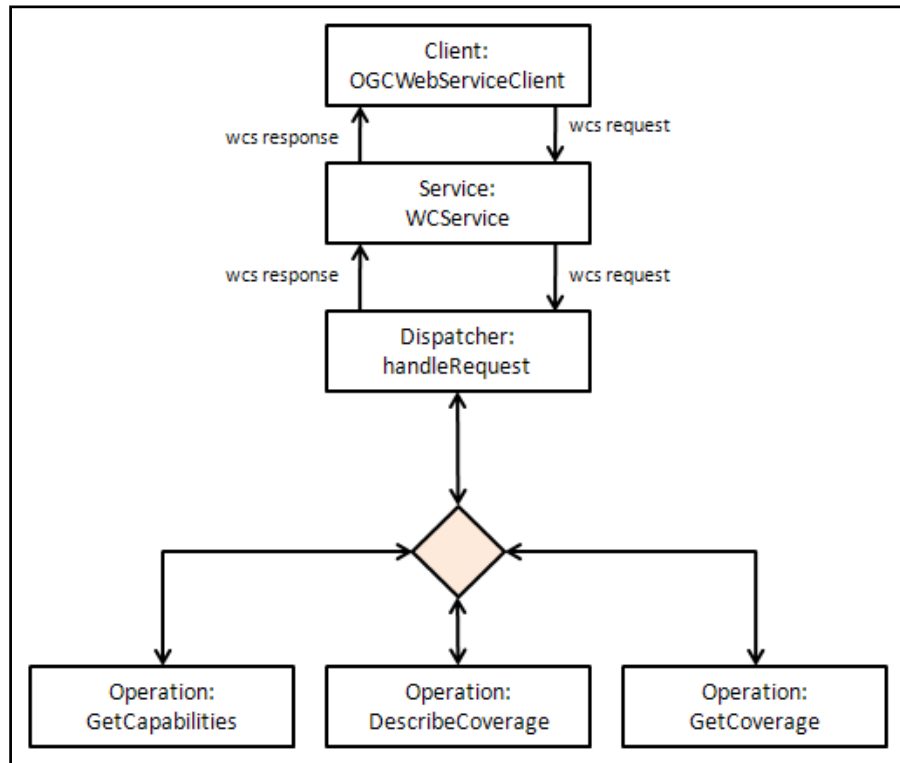 Client:
OGCWebServiceClient
wcs response
wcs request
Service:
WCService
wcs response
wcs request
Dispatcher:
handleRequest
Operation:
GetCapabilities
Operation:
DescribeCoverage
Operation:
GetCoverage